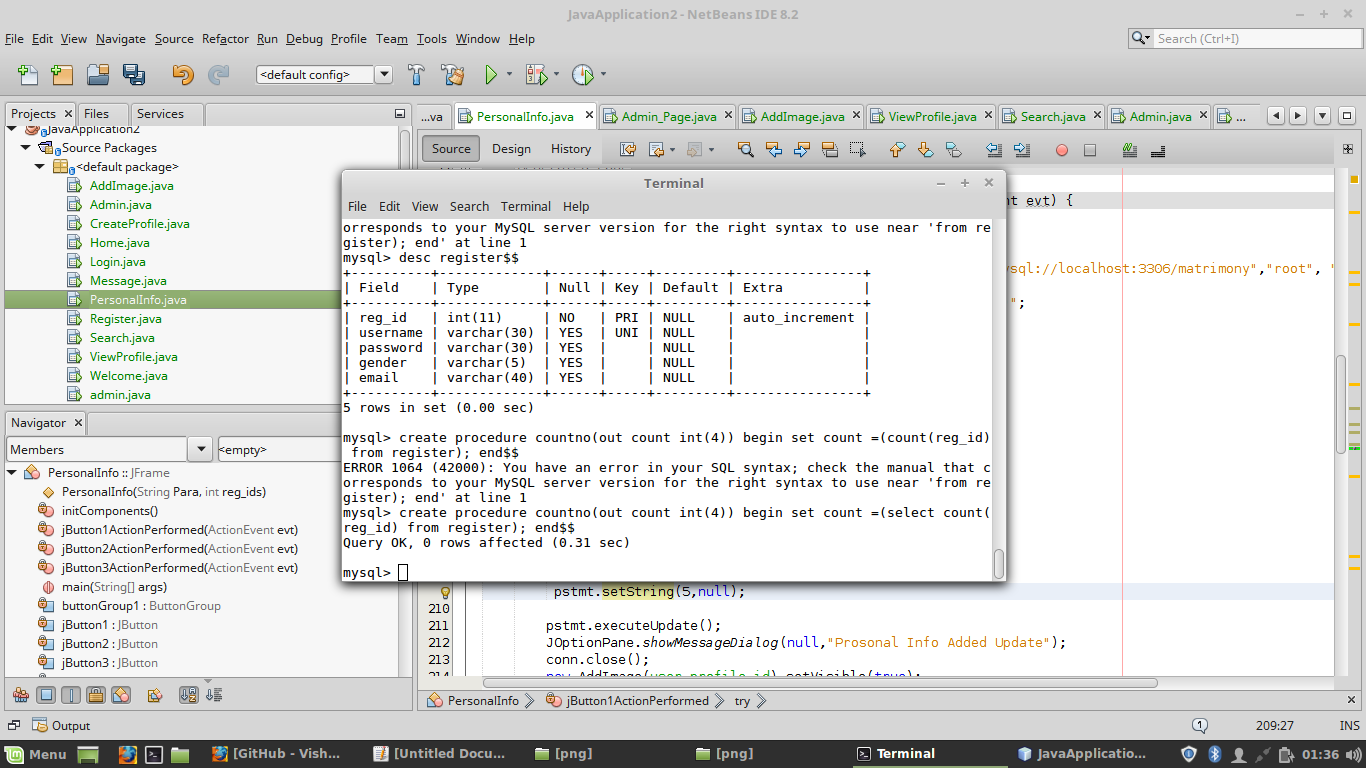 JavaApplication2 - NetBeans IDE 8.2
File Edit View Navigate Source Refactor Run Debug Profile Team Tools Window Help
Search (Ctrl+I)
<default config>
Projects Files Services
...va PersonalInfo.java Admin_Page.java AddImage.java ViewProfile.java Search.java Admin.java ...
Source Design History
JavaApplication2
Source Packages
<default package>
AddImage.java
Admin.java
CreateProfile.java
Home.java
Login.java
Message.java
PersonalInfo.java
Register.java
Search.java
ViewProfile.java
Welcome.java
admin.java
Navigator
Members <empty>
PersonalInfo :: JFrame
PersonalInfo(String Para, int reg_ids)
initComponents()
jButton1ActionPerformed(ActionEvent evt)
jButton2ActionPerformed(ActionEvent evt)
jButton3ActionPerformed(ActionEvent evt)
main(String[] args)
buttonGroup1 : ButtonGroup
jButton1 : JButton
jButton2 : JButton
jButton3 : JButton
Terminal
File Edit View Search Terminal Help
orresponds to your MySQL server version for the right syntax to use near 'from re
gister); end' at line 1
mysql> desc register$$
+----------+-------------+------+-----+---------+----------------+
| Field    | Type        | Null | Key | Default | Extra          |
+----------+-------------+------+-----+---------+----------------+
| reg_id   | int(11)     | NO   | PRI | NULL    | auto_increment |
| username | varchar(30) | YES  | UNI | NULL    |                |
| password | varchar(30) | YES  |     | NULL    |                |
| gender   | varchar(5)  | YES  |     | NULL    |                |
| email    | varchar(40) | YES  |     | NULL    |                |
+----------+-------------+------+-----+---------+----------------+
5 rows in set (0.00 sec)
mysql> create procedure countno(out count int(4)) begin set count =(count(reg_id)
 from register); end$$
ERROR 1064 (42000): You have an error in your SQL syntax; check the manual that c
orresponds to your MySQL server version for the right syntax to use near 'from re
gister); end' at line 1
mysql> create procedure countno(out count int(4)) begin set count =(select count(
reg_id) from register); end$$
Query OK, 0 rows affected (0.31 sec)
mysql>
nt evt) {
ysql://localhost:3306/matrimony","root", "
";
pstmt.setString(5,null);
210
211 pstmt.executeUpdate();
212 JOptionPane.showMessageDialog(null,"Prosonal Info Added Update");
213 conn.close();
214 new AddImage(user_profile_id).setVisible(true);
PersonalInfo jButton1ActionPerformed try
Output
1 209:27 INS
Menu [GitHub - Vish... [Untitled Docu... [png] [png] Terminal JavaApplicatio... 01:36